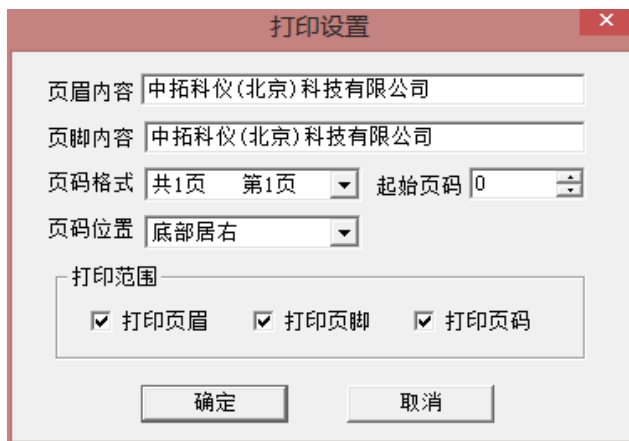 打印设置
页眉内容 中拓科仪(北京)科技有限公司
页脚内容 中拓科仪(北京)科技有限公司
页码格式 共1页 第1页 起始页码 0
页码位置 底部居右
打印范围
打印页眉 打印页脚 打印页码
确定 取消